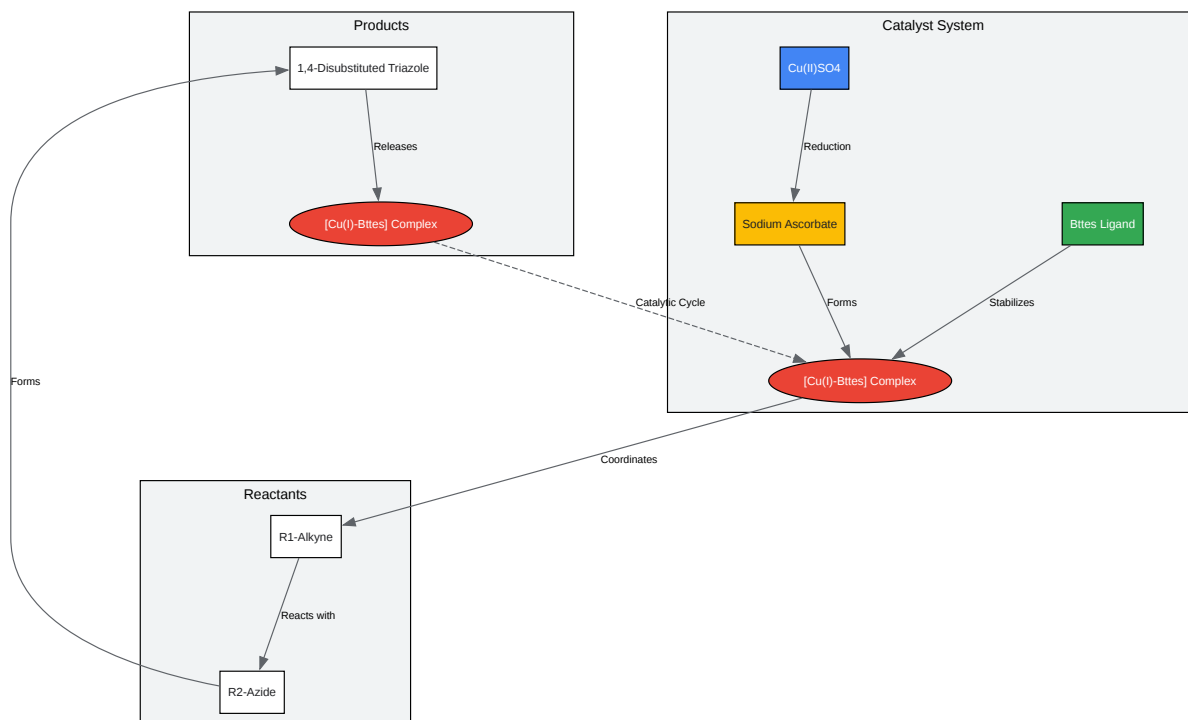 Products
Catalyst System
1,4-Disubstituted Triazole
Cu(II)SO4
Releases
Reduction
[Cu(I)-Bttes] Complex
Sodium Ascorbate
Bttes Ligand
Catalytic Cycle
Forms
Stabilizes
Forms
[Cu(I)-Bttes] Complex
Coordinates
Reactants
R1-Alkyne
Reacts with
R2-Azide